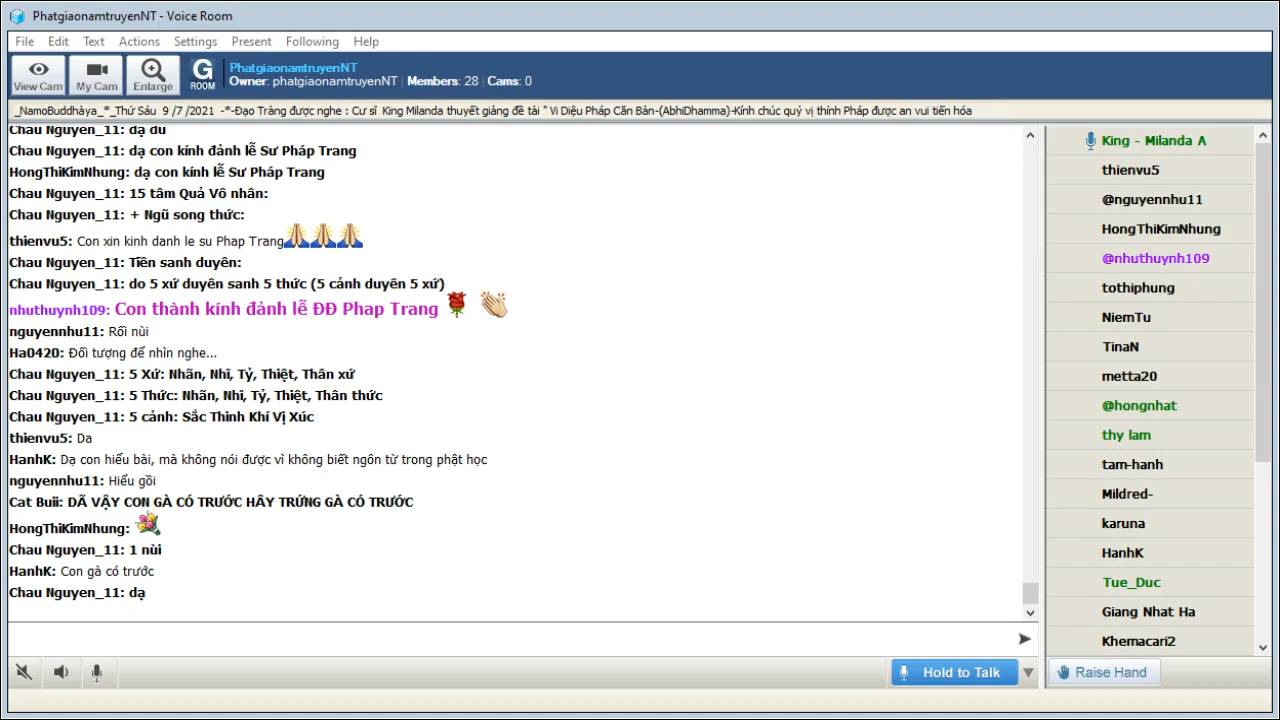 PhatgiaonamtruyenNT - Voice Room
File Edit Text Actions Settings Present Following Help
View Cam My Cam Enlarge G ROOM
PhatgiaonamtruyenNT
Owner: phatgiaonamtruyenNT Members: 28 Cams: 0
_NamoBuddhàya_*_Thứ Sáu 9 /7 /2021 -*-Đạo Tràng được nghe : Cư sĩ King Milanda thuyết giảng đề tài " Vi Diệu Pháp Căn Bản-(AbhiDhamma)-Kính chúc quý vị thính Pháp được an vui tiến hóa
Chau Nguyen_11: dạ du
Chau Nguyen_11: dạ con kính đảnh lễ Sư Pháp Trang
HongThiKimNhung: dạ con kính lễ Sư Pháp Trang
Chau Nguyen_11: 15 tâm Quả Vô nhân:
Chau Nguyen_11: + Ngũ song thức:
thienvu5: Con xin kinh danh le su Phap Trang
Chau Nguyen_11: Tiền sanh duyên:
Chau Nguyen_11: do 5 xứ duyên sanh 5 thức (5 cảnh duyên 5 xứ)
nhuthuynh109: Con thành kính đảnh lễ ĐĐ Phap Trang
nguyennhu11: Rối nùi
Ha0420: Đối tượng để nhìn nghe...
Chau Nguyen_11: 5 Xứ: Nhãn, Nhĩ, Tỷ, Thiệt, Thân xứ
Chau Nguyen_11: 5 Thức: Nhãn, Nhĩ, Tỷ, Thiệt, Thân thức
Chau Nguyen_11: 5 cảnh: Sắc Thinh Khí Vị Xúc
thienvu5: Da
HanhK: Dạ con hiểu bài, mà không nói được vì không biết ngôn từ trong phật học
nguyennhu11: Hiểu gồi
Cat Buii: DÃ VẬY CON GÀ CÓ TRƯỚC HÂY TRỨNG GÀ CÓ TRƯỚC
HongThiKimNhung:
Chau Nguyen_11: 1 nùi
HanhK: Con gà có trước
Chau Nguyen_11: dạ
King - Milanda A
thienvu5
@nguyennhu11
HongThiKimNhung
@nhuthuynh109
tothiphung
NiemTu
TinaN
metta20
@hongnhat
thy lam
tam-hanh
Mildred-
karuna
HanhK
Tue_Duc
Giang Nhat Ha
Khemacari2
Hold to Talk
Raise Hand